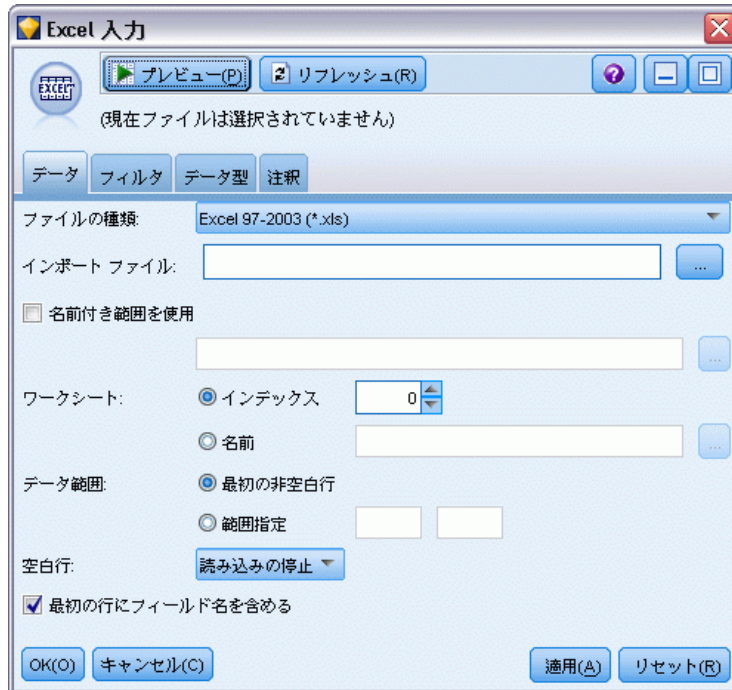 Excel 入力
EXCEL
プレビュー(P) リフレッシュ(R)
(現在ファイルは選択されていません)
データ フィルタ データ型 注釈
ファイルの種類: Excel 97-2003 (*.xls)
インポート ファイル: ...
名前付き範囲を使用
...
ワークシート: インデックス 0
名前 ...
データ範囲: 最初の非空白行
範囲指定
空白行: 読み込みの停止
最初の行にフィールド名を含める
OK(O) キャンセル(C) 適用(A) リセット(R)